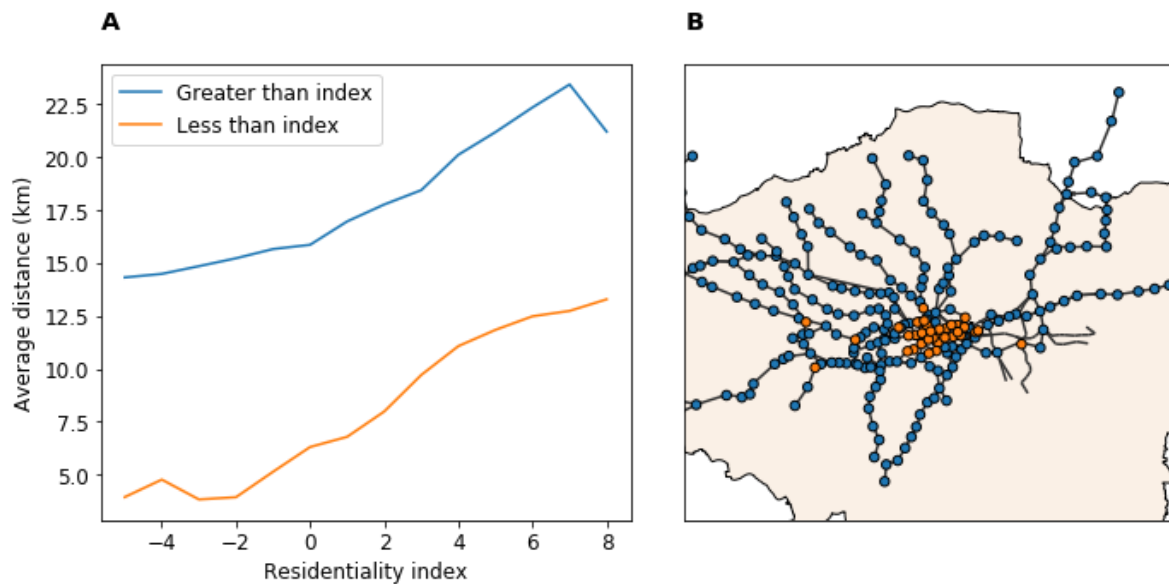 A
B
Greater than index
Less than index
22.5
20.0
17.5
15.0
12.5
10.0
7.5
5.0
Average distance (km)
−4
−2
0
2
4
6
8
Residentiality index